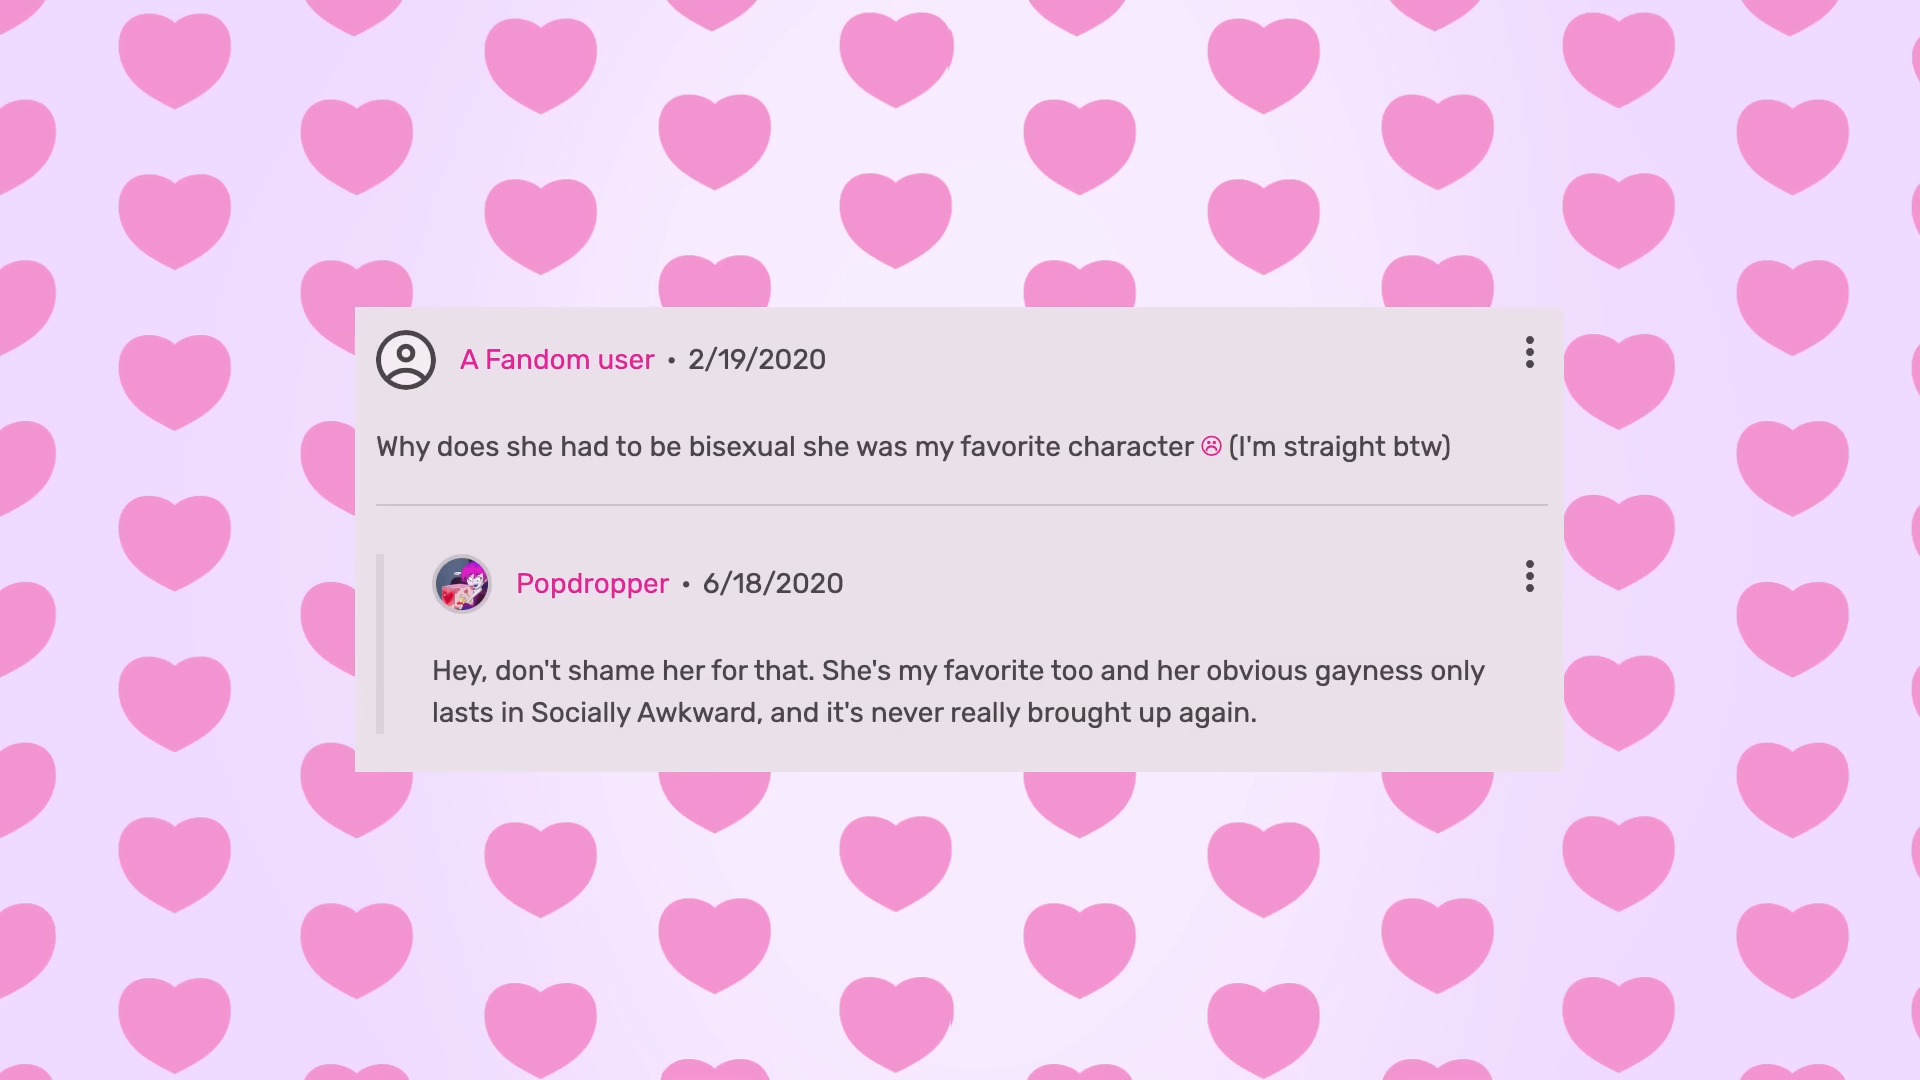 A Fandom user • 2/19/2020
Why does she had to be bisexual she was my favorite character ☹ (I'm straight btw)
Popdropper • 6/18/2020
Hey, don't shame her for that. She's my favorite too and her obvious gayness only
lasts in Socially Awkward, and it's never really brought up again.